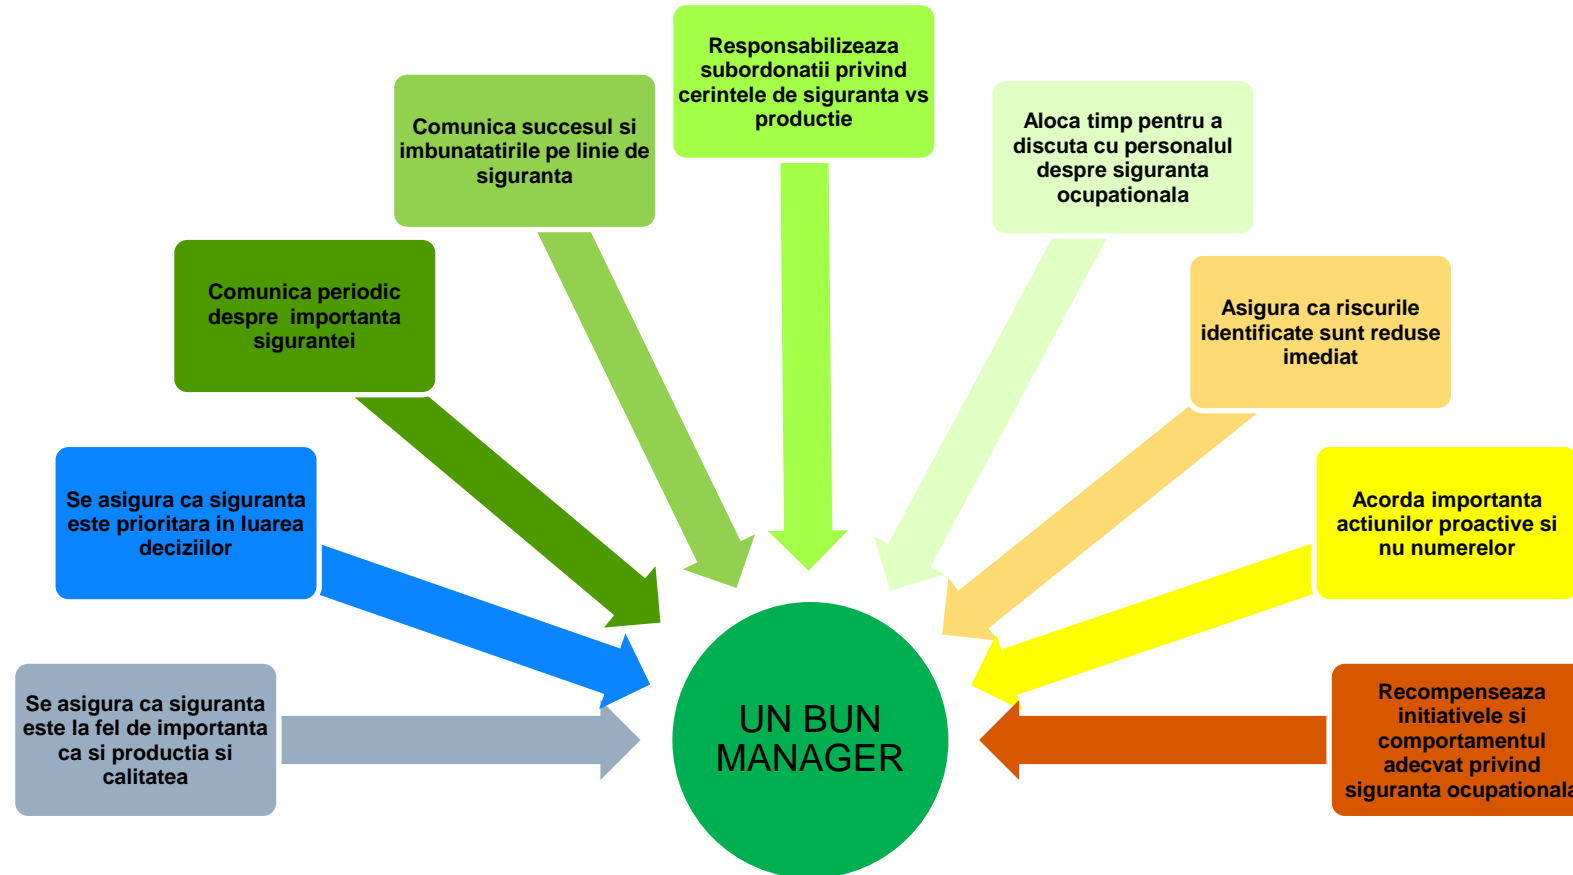 Responsabilizeaza
subordonatii privind
cerintele de siguranta vs
productie
Comunica succesul si
imbunatatirile pe linie de
siguranta
Aloca timp pentru a
discuta cu personalul
despre siguranta
ocupationala
Comunica periodic
despre importanta
sigurantei
Asigura ca riscurile
identificate sunt reduse
imediat
Se asigura ca siguranta
este prioritara in luarea
deciziilor
Acorda importanta
actiunilor proactive si
nu numerelor
Se asigura ca siguranta
este la fel de importanta
ca si productia si
calitatea
UN BUN
MANAGER
Recompenseaza
initiativele si
comportamentul
adecvat privind
siguranta ocupationala